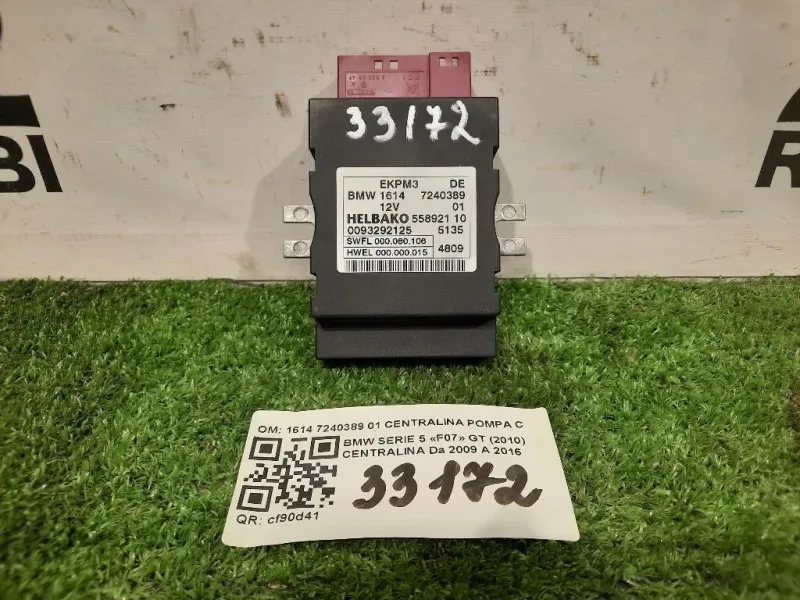 33172
EKPM3 DE
BMW 1614 7240389
12V 01
HELBAKO 558921 10
0093292125 5135
SWFL 000.080.106
HWEL 000.000.015 4809
OM: 1614 7240389 01 CENTRALINA POMPA C
BMW SERIE 5 «F07» GT (2010)
CENTRALINA Da 2009 A 2016
33172
QR: cf90d41